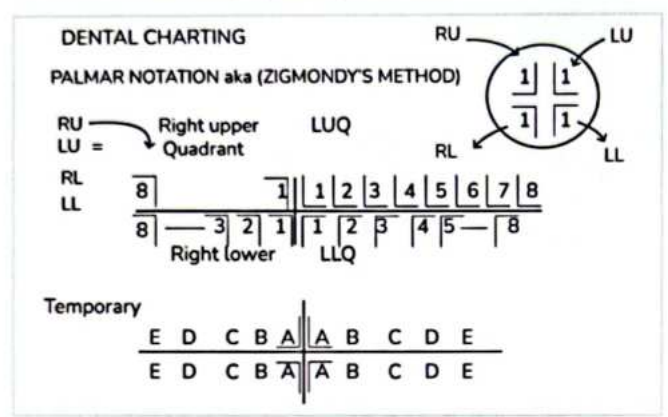 DENTAL CHARTING
RU LU
PALMAR NOTATION aka (ZIGMONDY'S METHOD)
1 1
1 1
RL LL
RU Right upper LUQ
LU = Quadrant
RL
LL
8 1 1 2 3 4 5 6 7 8
8 3 2 1 1 2 3 4 5 8
Right lower LLQ
Temporary
E D C B A A B C D E
E D C B A A B C D E